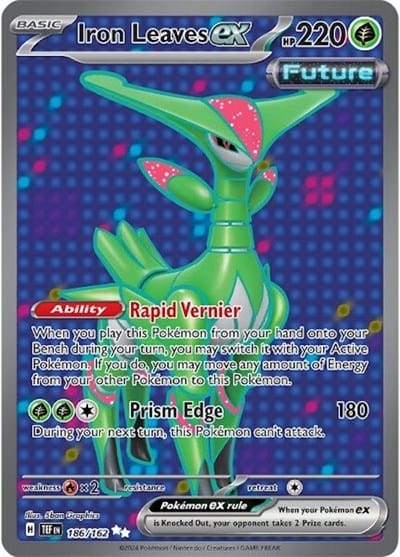 BASIC Iron Leaves ex HP 220
Future
Ability Rapid Vernier
When you play this Pokémon from your hand onto your
Bench during your turn, you may switch it with your Active
Pokémon. If you do, you may move any amount of Energy
from your other Pokémon to this Pokémon.
Prism Edge 180
During your next turn, this Pokémon can't attack.
weakness ×2 resistance retreat
Illus. 5ban Graphics
H TEF EN 186/162
Pokémon ex rule
When your Pokémon ex
is Knocked Out, your opponent takes 2 Prize cards.
©2024 Pokémon / Nintendo / Creatures / GAME FREAK